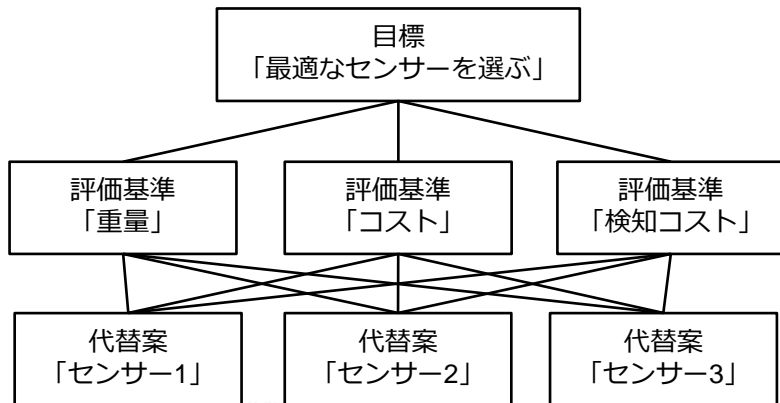 目標
「最適なセンサーを選ぶ」
評価基準
「重量」
評価基準
「コスト」
評価基準
「検知コスト」
代替案
「センサー1」
代替案
「センサー2」
代替案
「センサー3」